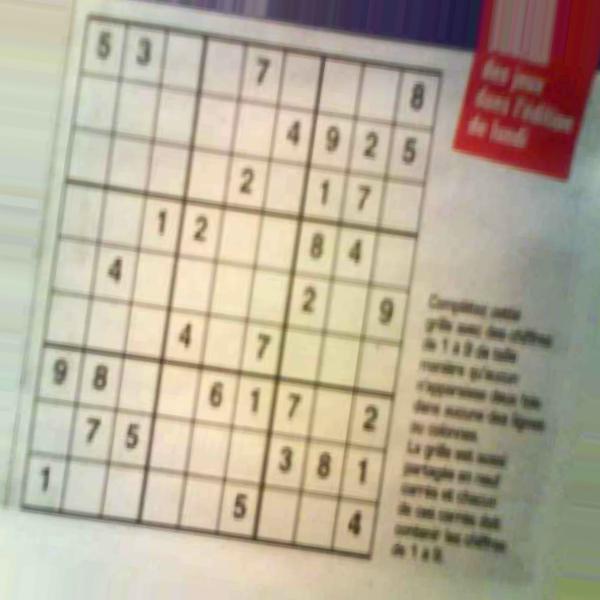 des jeux
dans l'édition
de lundi
5 3 7 8
4 9 2 5
2 1 7
1 2 8 4
4 2 9
4 7
9 8 6 1 7 2
7 5 3 8 1
1 5 4
Complétez cette
grille avec des chiffres
de 1 à 9 de telle
manière qu'aucun
n'apparaisse deux fois
dans aucune des lignes
ou colonnes.
La grille est aussi
partagée en neuf
carrés et chacun
de ces carrés doit
contenir les chiffres
de 1 à 9.